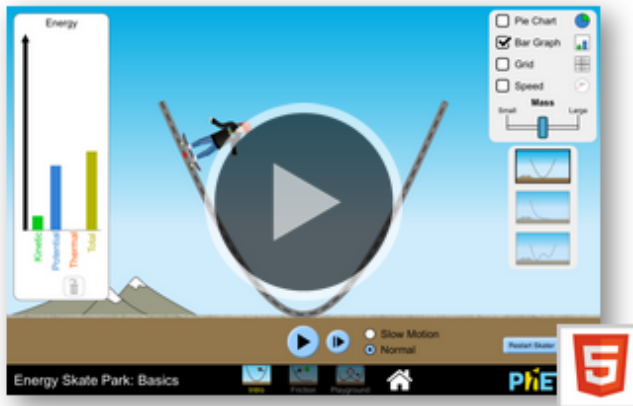 Energy
Kinetic
Potential
Thermal
Total
Pie Chart
Bar Graph
Grid
Speed
Mass
Small
Large
Slow Motion
Normal
Restart Skater
Energy Skate Park: Basics
Intro
Friction
Playground
PhET
5